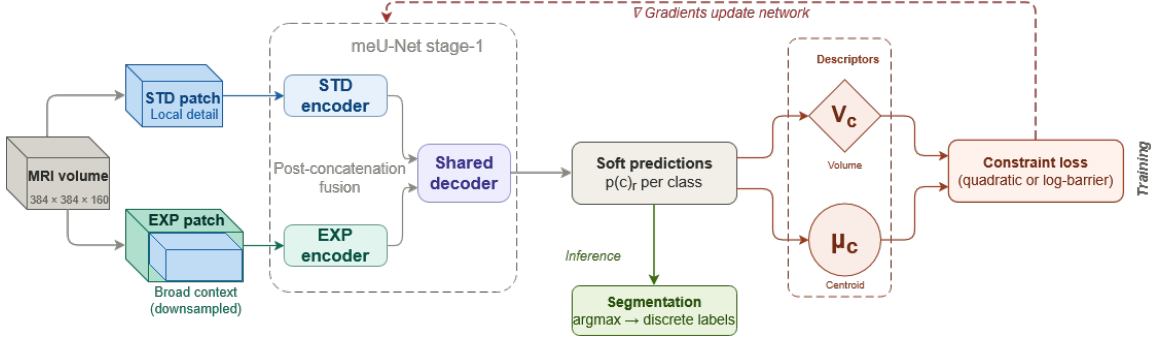 ∇ Gradients update network
meU-Net stage-1
STD patch
Local detail
STD
encoder
MRI volume
384 × 384 × 160
Post-concatenation
fusion
Shared
decoder
EXP patch
Broad context
(downsampled)
EXP
encoder
Soft predictions
p(c)ᵣ per class
Inference
Segmentation
argmax → discrete labels
Descriptors
V_c
Volume
μ_c
Centroid
Constraint loss
(quadratic or log-barrier)
Training